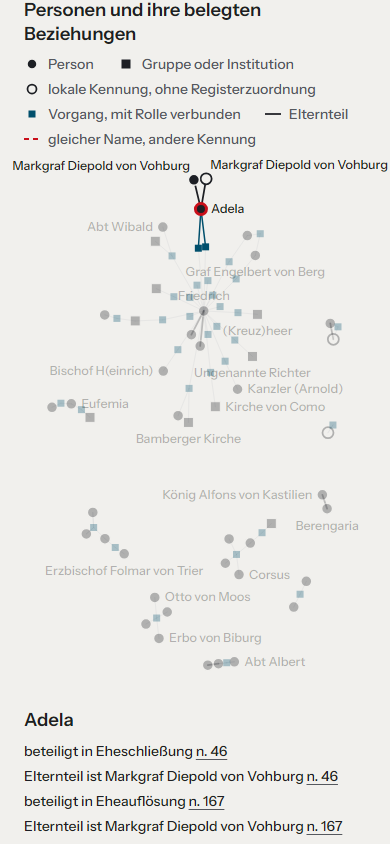 Personen und ihre belegten
Beziehungen
Person
Gruppe oder Institution
lokale Kennung, ohne Registerzuordnung
Vorgang, mit Rolle verbunden
Elternteil
gleicher Name, andere Kennung
Markgraf Diepold von Vohburg
Markgraf Diepold von Vohburg
Adela
Abt Wibald
Graf Engelbert von Berg
Friedrich
(Kreuz)heer
Ungenannte Richter
Bischof H(einrich)
Kanzler (Arnold)
Eufemia
Kirche von Como
Bamberger Kirche
König Alfons von Kastilien
Berengaria
Erzbischof Folmar von Trier
Corsus
Otto von Moos
Erbo von Biburg
Abt Albert
Adela
beteiligt in Eheschließung n. 46
Elternteil ist Markgraf Diepold von Vohburg n. 46
beteiligt in Eheauflösung n. 167
Elternteil ist Markgraf Diepold von Vohburg n. 167